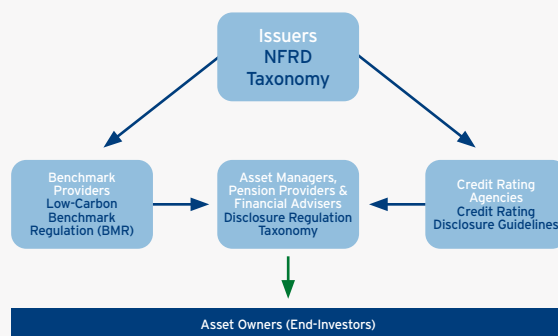 Issuers
NFRD
Taxonomy
Benchmark
Providers
Low-Carbon
Benchmark
Regulation (BMR)
Asset Managers,
Pension Providers &
Financial Advisers
Disclosure Regulation
Taxonomy
Credit Rating
Agencies
Credit Rating
Disclosure Guidelines
Asset Owners (End-Investors)